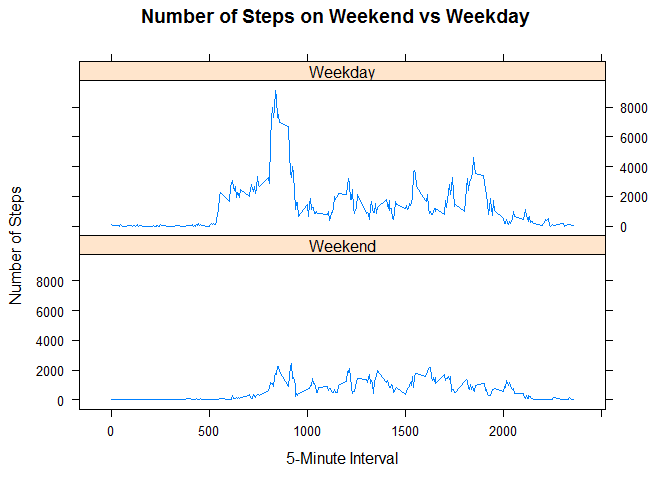 Number of Steps on Weekend vs Weekday
Weekday
8000
6000
4000
2000
0
Number of Steps
Weekend
8000
6000
4000
2000
0
0 500 1000 1500 2000
5-Minute Interval